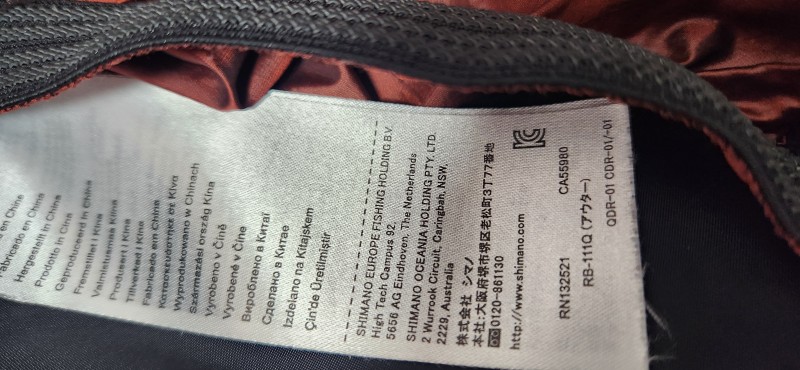 Fabricado en China
Hergestellt in China
Prodotto in Cina
Geproduceerd in China
Fremstillet i Kina
Valmistusmaa Kiina
Produsert i Kina
Tillverkad i Kina
Fabricado em China
Κατασκευάστηκε σε Κίνα
Wyprodukowano w Chinach
Származási ország Kína
Vyrobeno v Číně
Vyrobené v Číne
Вироблено в Китаї
Сделано в Китае
Izdelano na Kitajskem
Çin'de Üretilmiştir
SHIMANO EUROPE FISHING HOLDING B.V.
High Tech Campus 92,
5656 AG Eindhoven, The Netherlands
SHIMANO OCEANIA HOLDING PTY. LTD.
2 Wurrook Circuit, Caringbah, NSW,
2229, Australia
株式会社 シマノ
本社:大阪府堺市堺区老松町3丁77番地
0120-861130
http://www.shimano.com
RN132521 CA55980
RB-111Q (アウター)
QDR-01 CDR-01/-01